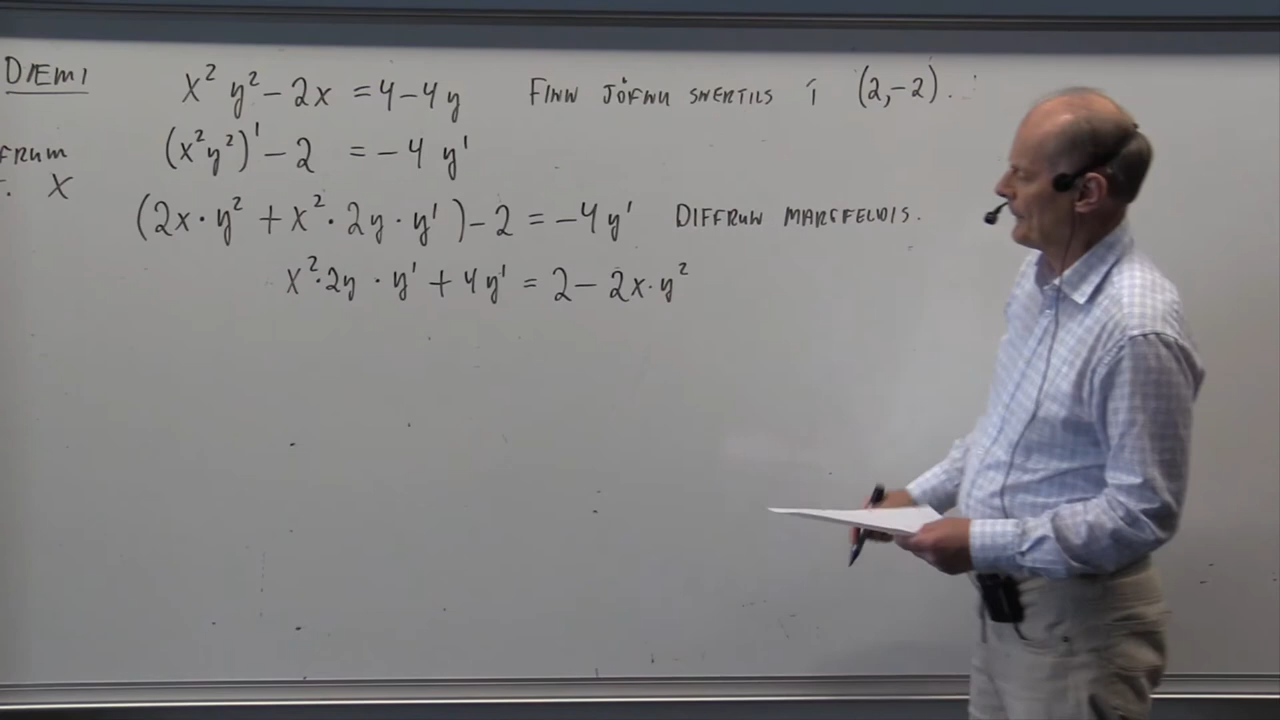 DÆMI x² y² - 2x = 4 - 4y FINN JÖFNU SNERTILS Í (2,-2).
(x²y²)' - 2 = -4 y'
FRUM
. X
(2x · y² + x² · 2y · y') - 2 = -4y' DIFFRUN MARGFELDIS.
x² · 2y · y' + 4y' = 2 - 2x · y²